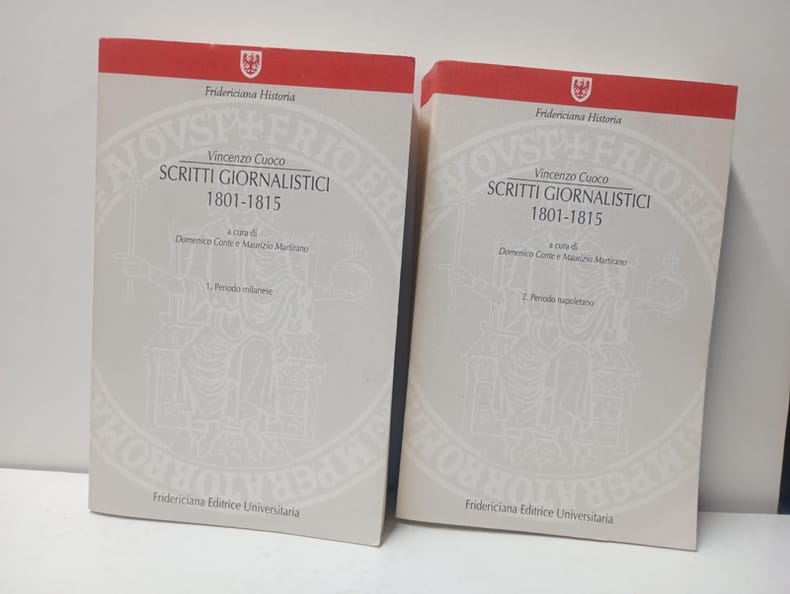 Fridericiana Historia
Vincenzo Cuoco
SCRITTI GIORNALISTICI
1801-1815
a cura di
Domenico Conte e Maurizio Martirano
1. Periodo milanese
Fridericiana Editrice Universitaria
Fridericiana Historia
Vincenzo Cuoco
SCRITTI GIORNALISTICI
1801-1815
a cura di
Domenico Conte e Maurizio Martirano
2. Periodo napoletano
Fridericiana Editrice Universitaria